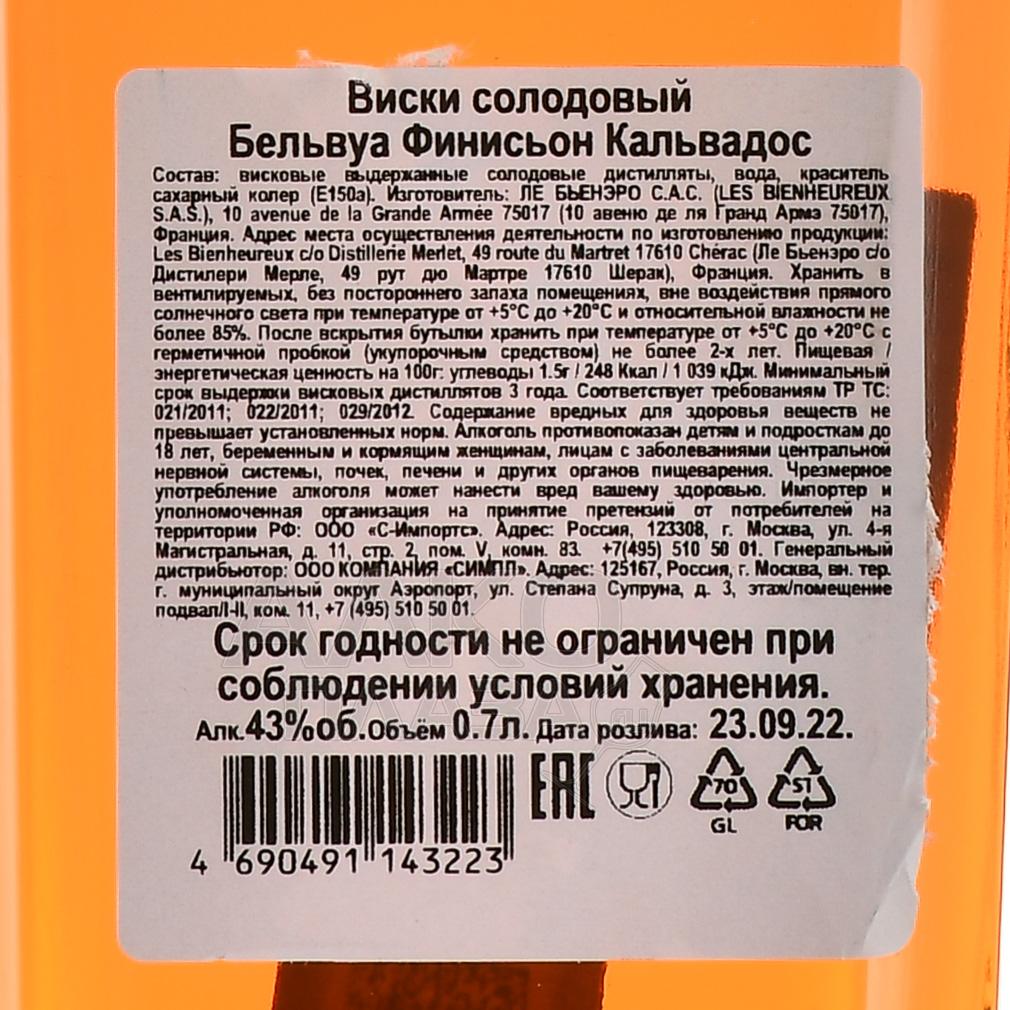 Виски солодовый
Бельвуа Финисьон Кальвадос
Состав: висковые выдержанные солодовые дистилляты, вода, краситель
сахарный колер (Е150а). Изготовитель: ЛЕ БЬЕНЭРО С.А.С. (LES BIENHEUREUX
S.A.S.), 10 avenue de la Grande Armée 75017 (10 авеню де ля Гранд Армэ 75017),
Франция. Адрес места осуществления деятельности по изготовлению продукции:
Les Bienheureux c/o Distillerie Merlet, 49 route du Martret 17610 Chérac (Ле Бьенэро с/о
Дистилери Мерле, 49 рут дю Мартре 17610 Шерак), Франция. Хранить в
вентилируемых, без постороннего запаха помещениях, вне воздействия прямого
солнечного света при температуре от +5°С до +20°С и относительной влажности не
более 85%. После вскрытия бутылки хранить при температуре от +5°С до +20°С с
герметичной пробкой (укупорочным средством) не более 2-х лет. Пищевая /
энергетическая ценность на 100г: углеводы 1.5г / 248 Ккал / 1 039 кДж. Минимальный
срок выдержки висковых дистиллятов 3 года. Соответствует требованиям ТР ТС:
021/2011; 022/2011; 029/2012. Содержание вредных для здоровья веществ не
превышает установленных норм. Алкоголь противопоказан детям и подросткам до
18 лет, беременным и кормящим женщинам, лицам с заболеваниями центральной
нервной системы, почек, печени и других органов пищеварения. Чрезмерное
употребление алкоголя может нанести вред вашему здоровью. Импортер и
уполномоченная организация на принятие претензий от потребителей на
территории РФ: ООО «С-Импортс». Адрес: Россия, 123308, г. Москва, ул. 4-я
Магистральная, д. 11, стр. 2, пом. V, комн. 83. +7(495) 510 50 01. Генеральный
дистрибьютор: ООО КОМПАНИЯ «СИМПЛ». Адрес: 125167, Россия, г. Москва, вн. тер.
г. муниципальный округ Аэропорт, ул. Степана Супруна, д. 3, этаж/помещение
подвал/I-II, ком. 11, +7 (495) 510 50 01.
Срок годности не ограничен при
соблюдении условий хранения.
Алк.43%об.Объём 0.7л. Дата розлива: 23.09.22.
EAC 70 GL 51 FOR
4 690491 143223